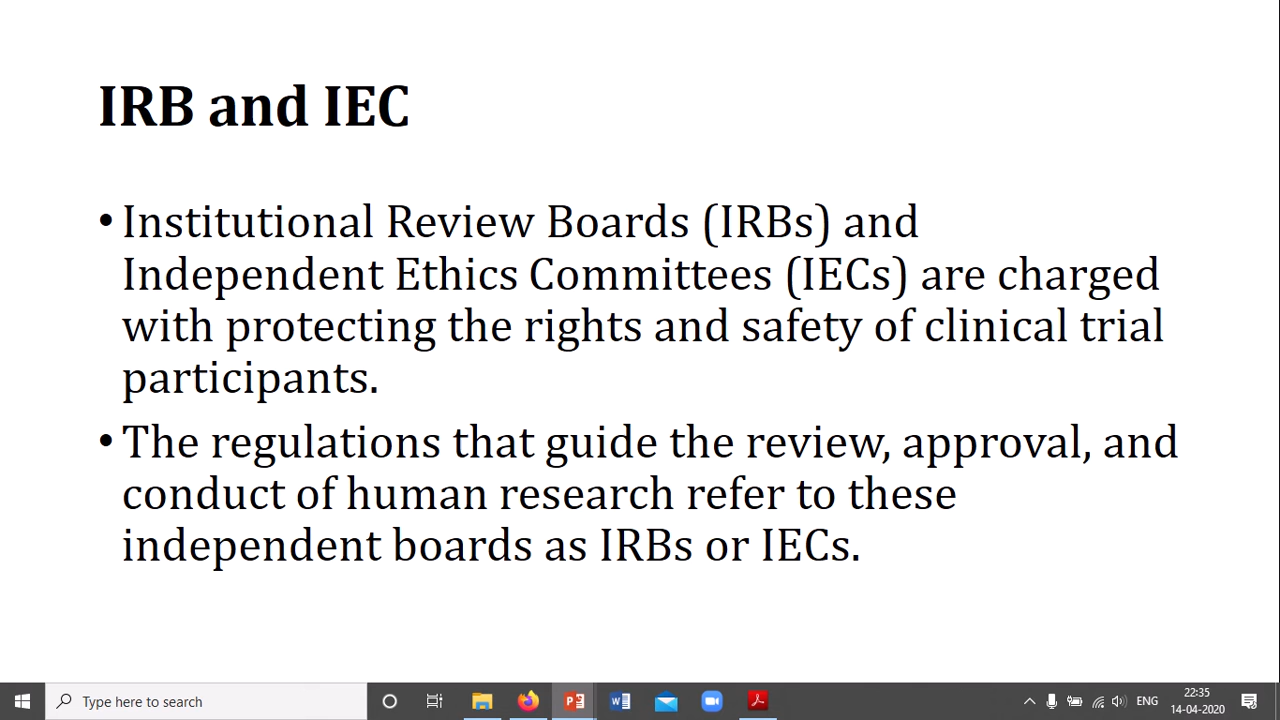 IRB and IEC
• Institutional Review Boards (IRBs) and
Independent Ethics Committees (IECs) are charged
with protecting the rights and safety of clinical trial
participants.
• The regulations that guide the review, approval, and
conduct of human research refer to these
independent boards as IRBs or IECs.
Type here to search
ENG
22:35
14-04-2020